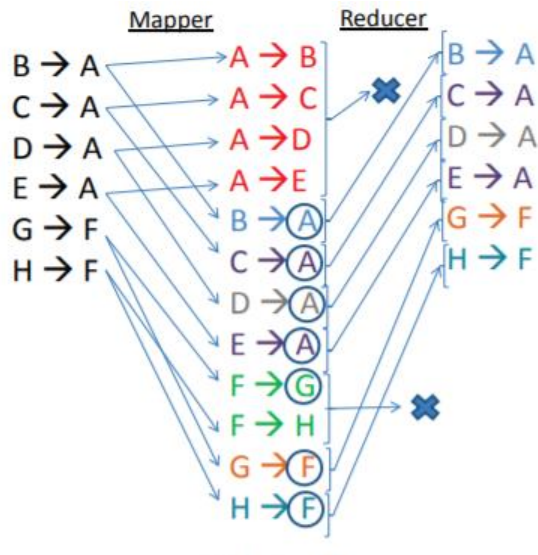 Mapper
Reducer
B → A
C → A
D → A
E → A
G → F
H → F
A → B
A → C
A → D
A → E
B → A
C → A
D → A
E → A
F → G
F → H
G → F
H → F
B → A
C → A
D → A
E → A
G → F
H → F